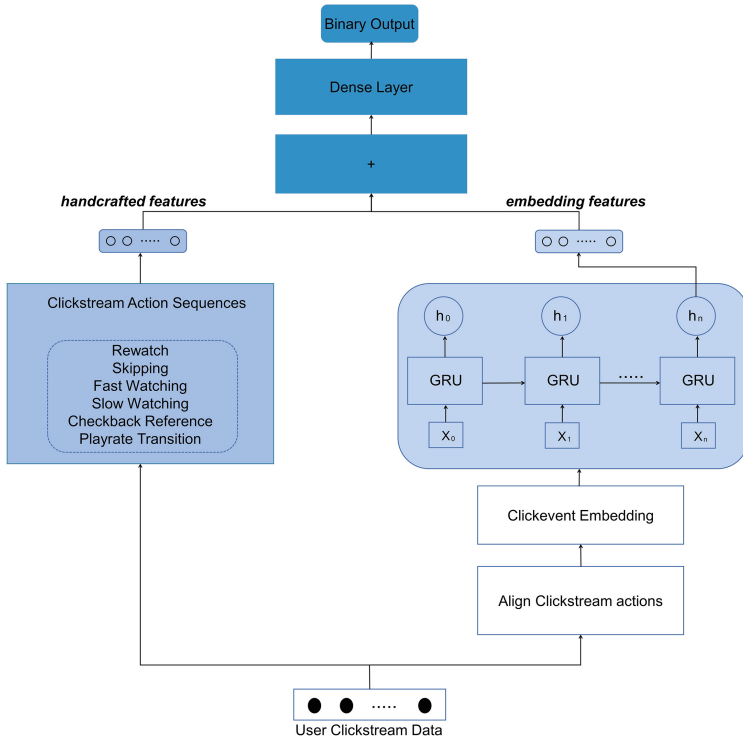 Binary Output
Dense Layer
+
handcrafted features
embedding features
.....
.....
Clickstream Action Sequences
Rewatch
Skipping
Fast Watching
Slow Watching
Checkback Reference
Playrate Transition
h0 h1 hn
GRU GRU ..... GRU
X0 X1 Xn
Clickevent Embedding
Align Clickstream actions
.....
User Clickstream Data